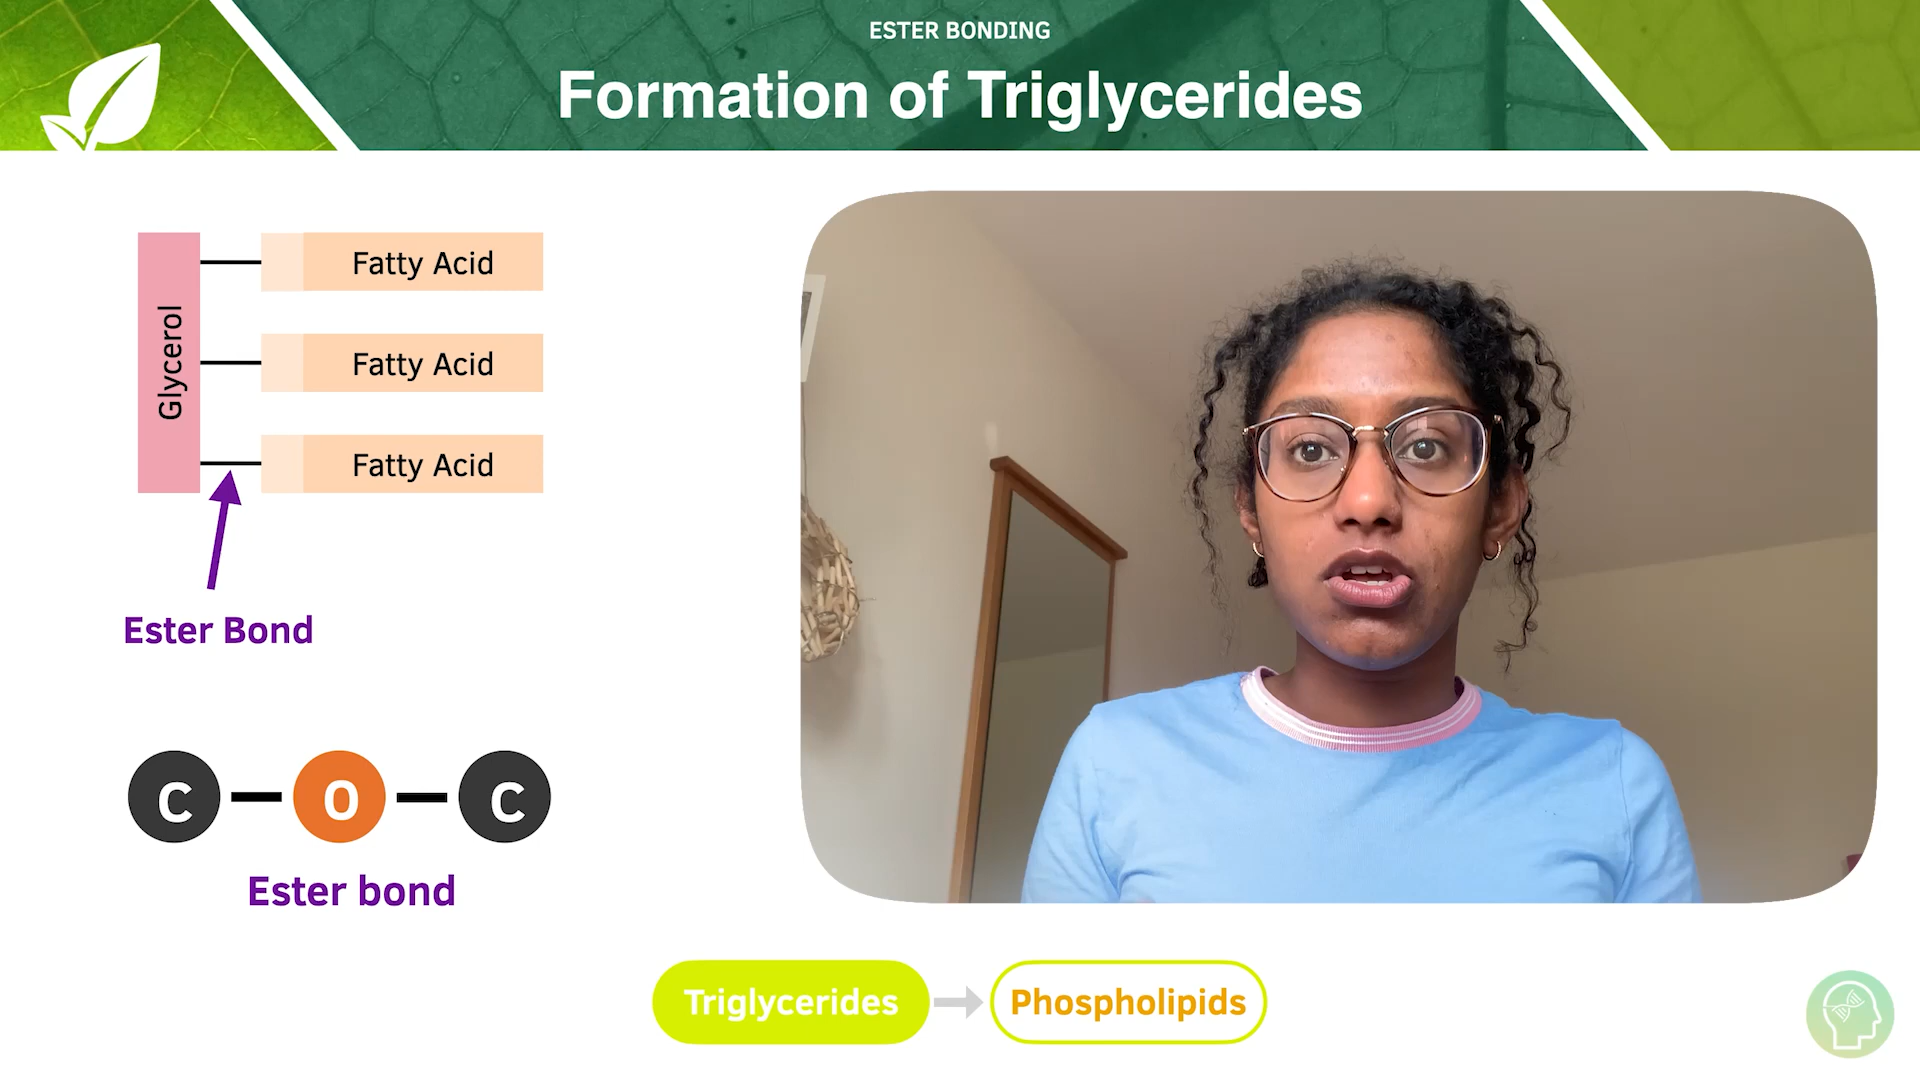 ESTER BONDING
Formation of Triglycerides
Glycerol
Fatty Acid
Fatty Acid
Fatty Acid
Ester Bond
C O C
Ester bond
Triglycerides
Phospholipids